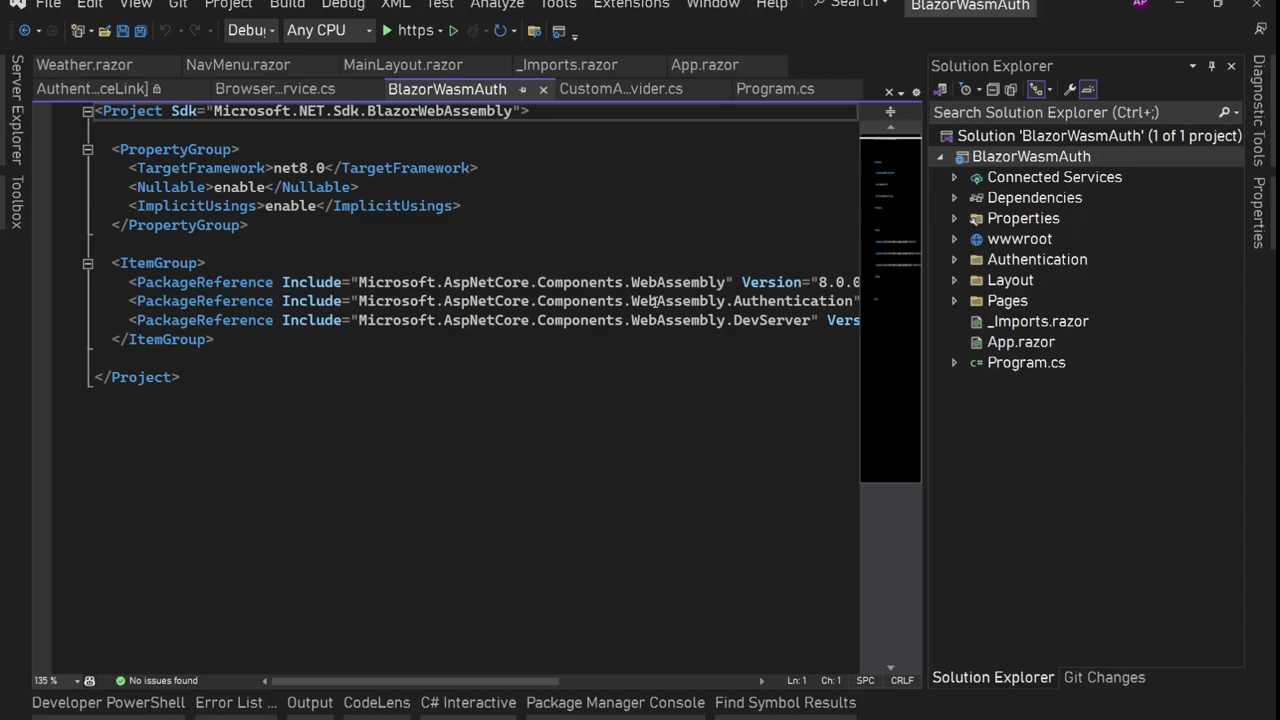 File Edit View Git Project Build Debug XML Test Analyze Tools Extensions Window Help Search BlazorWasmAuth AP
Debu Any CPU https
Weather.razor NavMenu.razor MainLayout.razor _Imports.razor App.razor
Authent...ceLink] Browser...rvice.cs BlazorWasmAuth CustomA...vider.cs Program.cs
<Project Sdk="Microsoft.NET.Sdk.BlazorWebAssembly">
<PropertyGroup>
<TargetFramework>net8.0</TargetFramework>
<Nullable>enable</Nullable>
<ImplicitUsings>enable</ImplicitUsings>
</PropertyGroup>
<ItemGroup>
<PackageReference Include="Microsoft.AspNetCore.Components.WebAssembly" Version="8.0.0
<PackageReference Include="Microsoft.AspNetCore.Components.WebAssembly.Authentication"
<PackageReference Include="Microsoft.AspNetCore.Components.WebAssembly.DevServer" Vers
</ItemGroup>
</Project>
135 % No issues found Ln: 1 Ch: 1 SPC CRLF
Developer PowerShell Error List ... Output CodeLens C# Interactive Package Manager Console Find Symbol Results
Server Explorer
Toolbox
Solution Explorer
Search Solution Explorer (Ctrl+;)
Solution 'BlazorWasmAuth' (1 of 1 project)
BlazorWasmAuth
Connected Services
Dependencies
Properties
wwwroot
Authentication
Layout
Pages
_Imports.razor
App.razor
Program.cs
Solution Explorer Git Changes
Diagnostic Tools
Properties